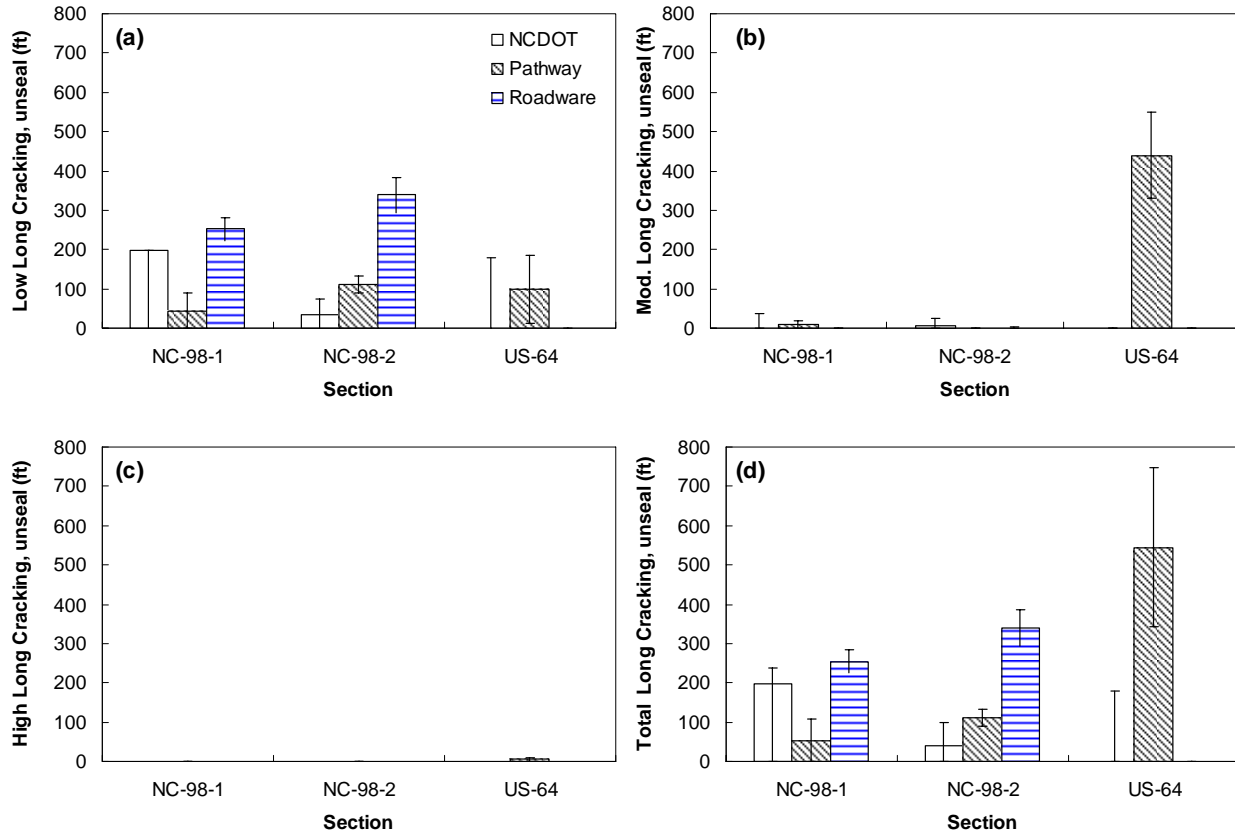 (a)
Low Long Cracking, unseal (ft)
800
700
600
500
400
300
200
100
0
NCDOT
Pathway
Roadware
NC-98-1 NC-98-2 US-64
Section
(b)
Mod. Long Cracking, unseal (ft)
800
700
600
500
400
300
200
100
0
NC-98-1 NC-98-2 US-64
Section
(c)
High Long Cracking, unseal (ft)
800
700
600
500
400
300
200
100
0
NC-98-1 NC-98-2 US-64
Section
(d)
Total Long Cracking, unseal (ft)
800
700
600
500
400
300
200
100
0
NC-98-1 NC-98-2 US-64
Section